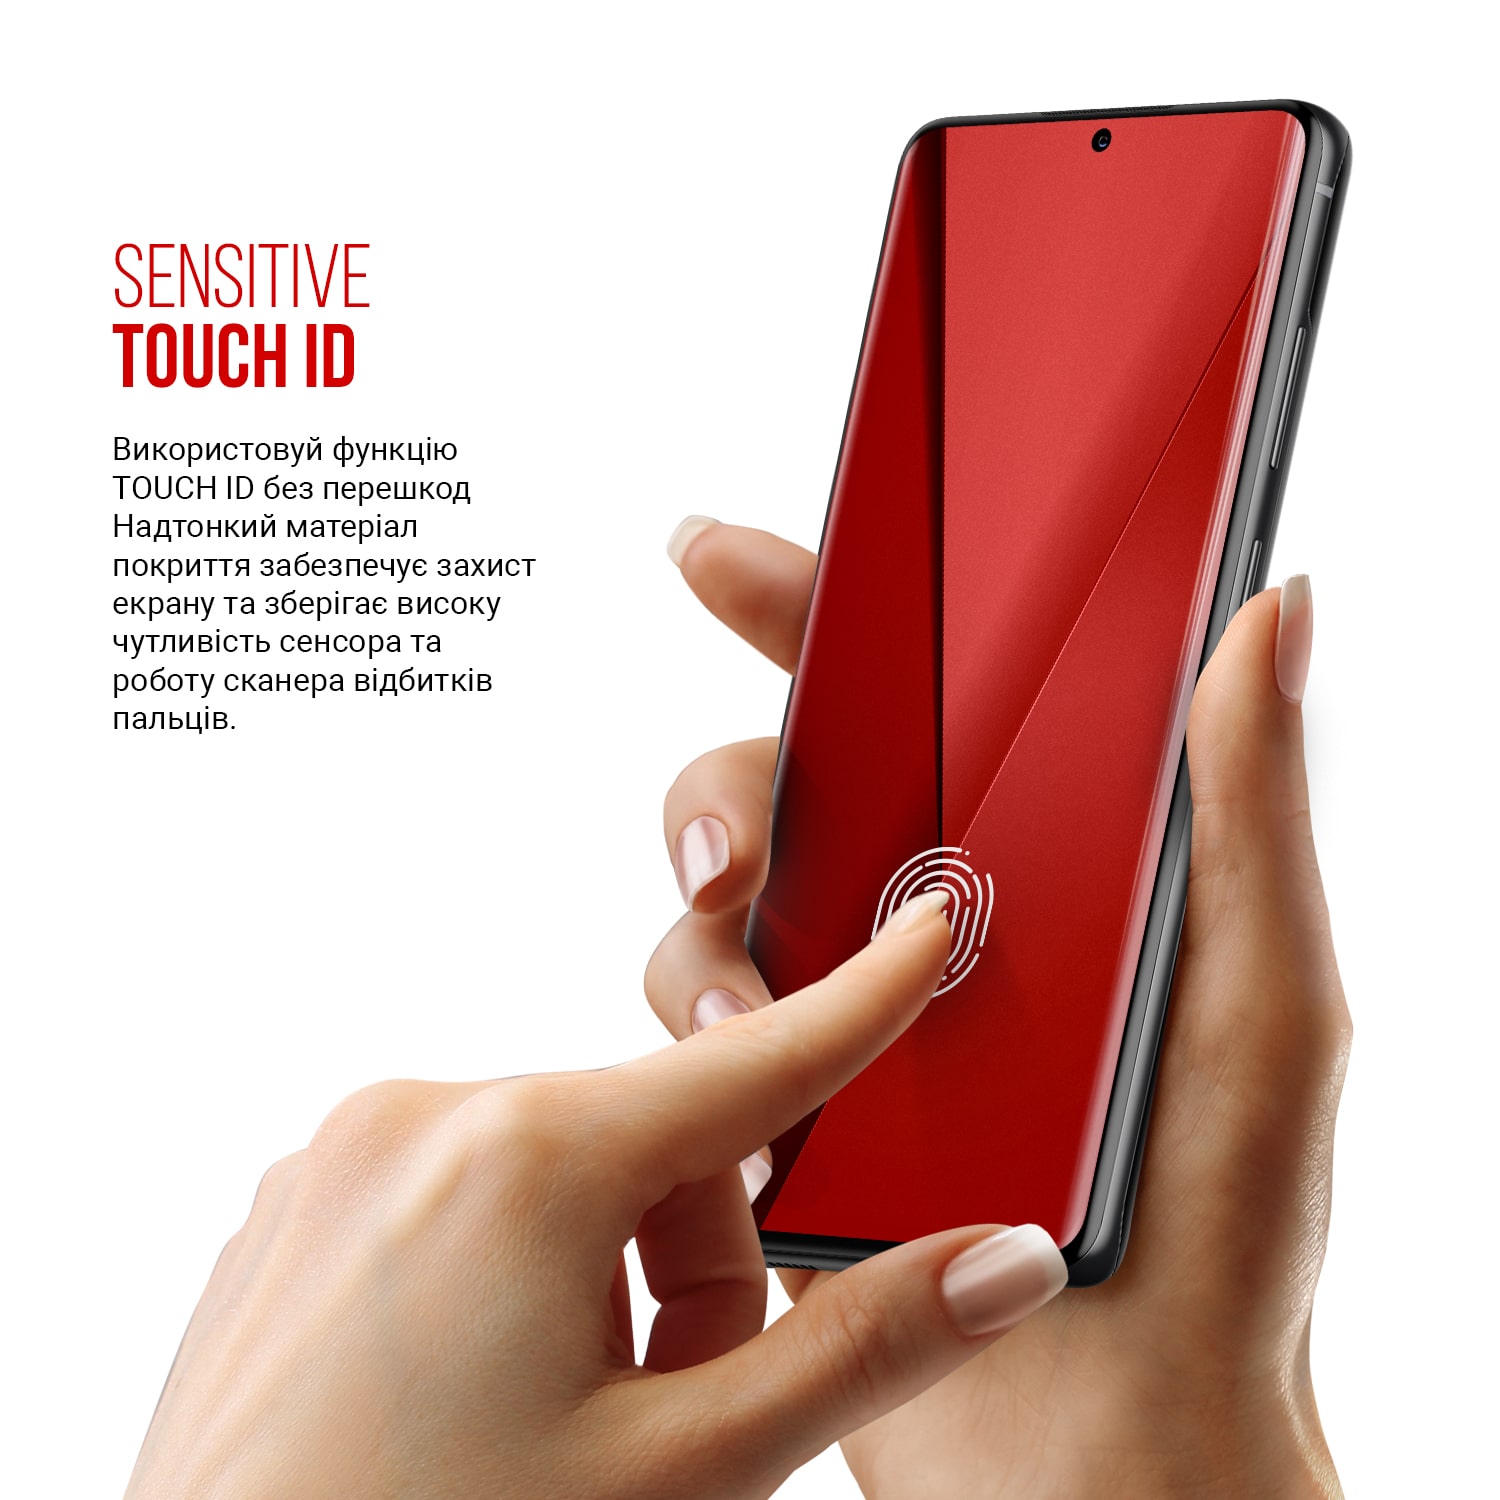 SENSITIVE
TOUCH ID
Використовуй функцію
TOUCH ID без перешкод
Надтонкий матеріал
покриття забезпечує захист
екрану та зберігає високу
чутливість сенсора та
роботу сканера відбитків
пальців.